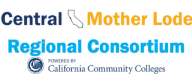 Central Mother Lode
Regional Consortium
POWERED BY
California Community Colleges